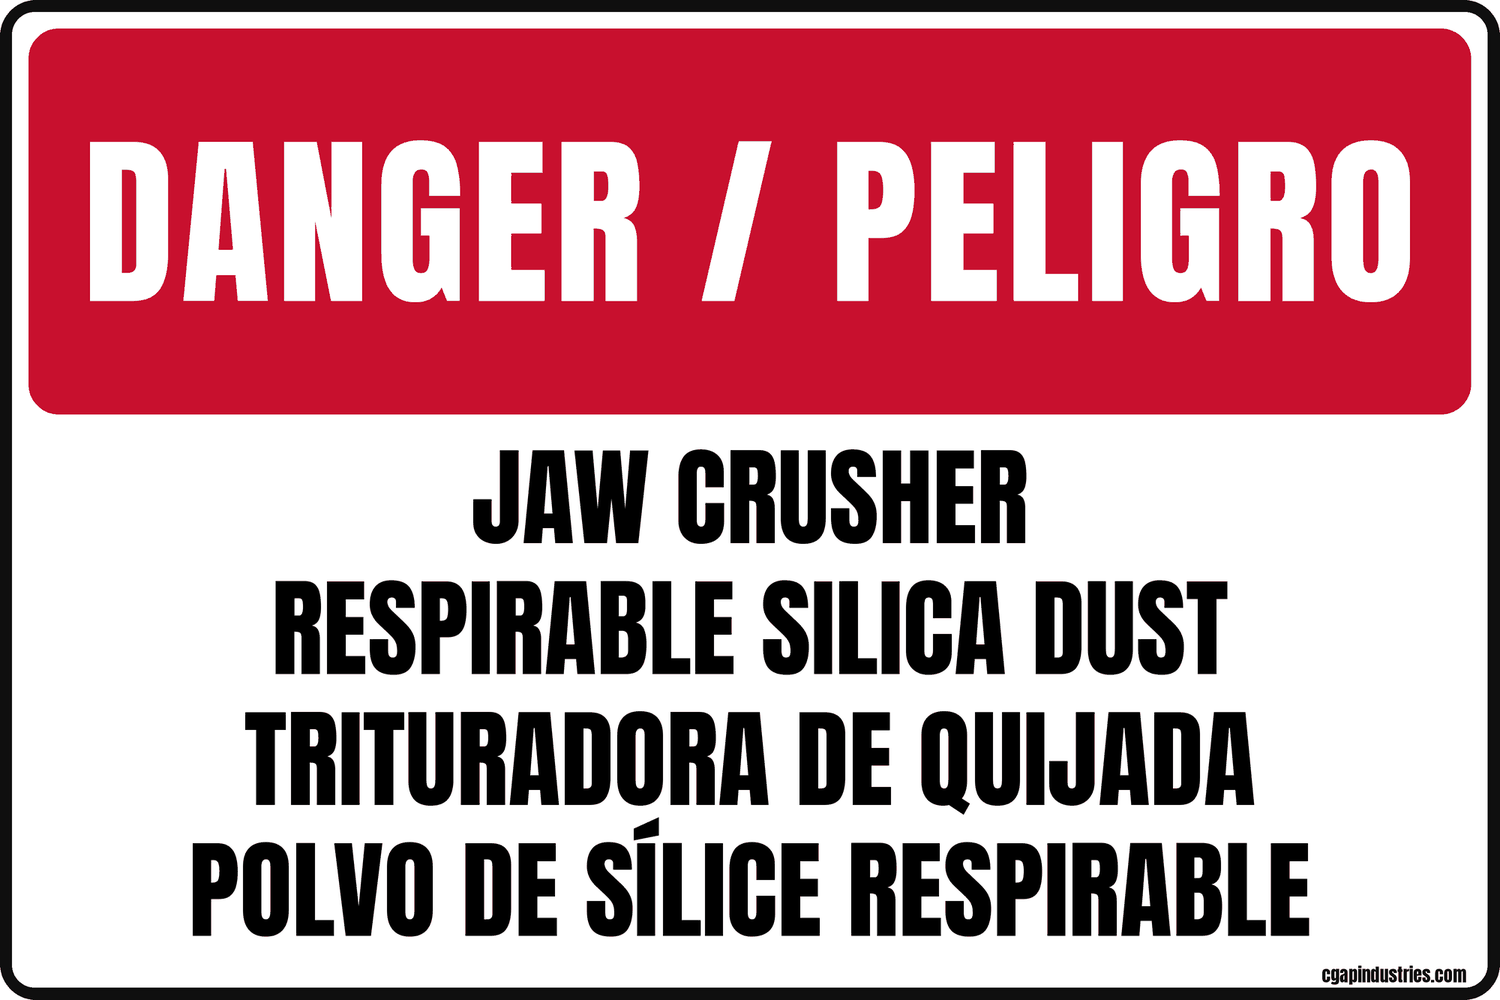 DANGER / PELIGRO
JAW CRUSHER
RESPIRABLE SILICA DUST
TRITURADORA DE QUIJADA
POLVO DE SÍLICE RESPIRABLE
cgapindustries.com